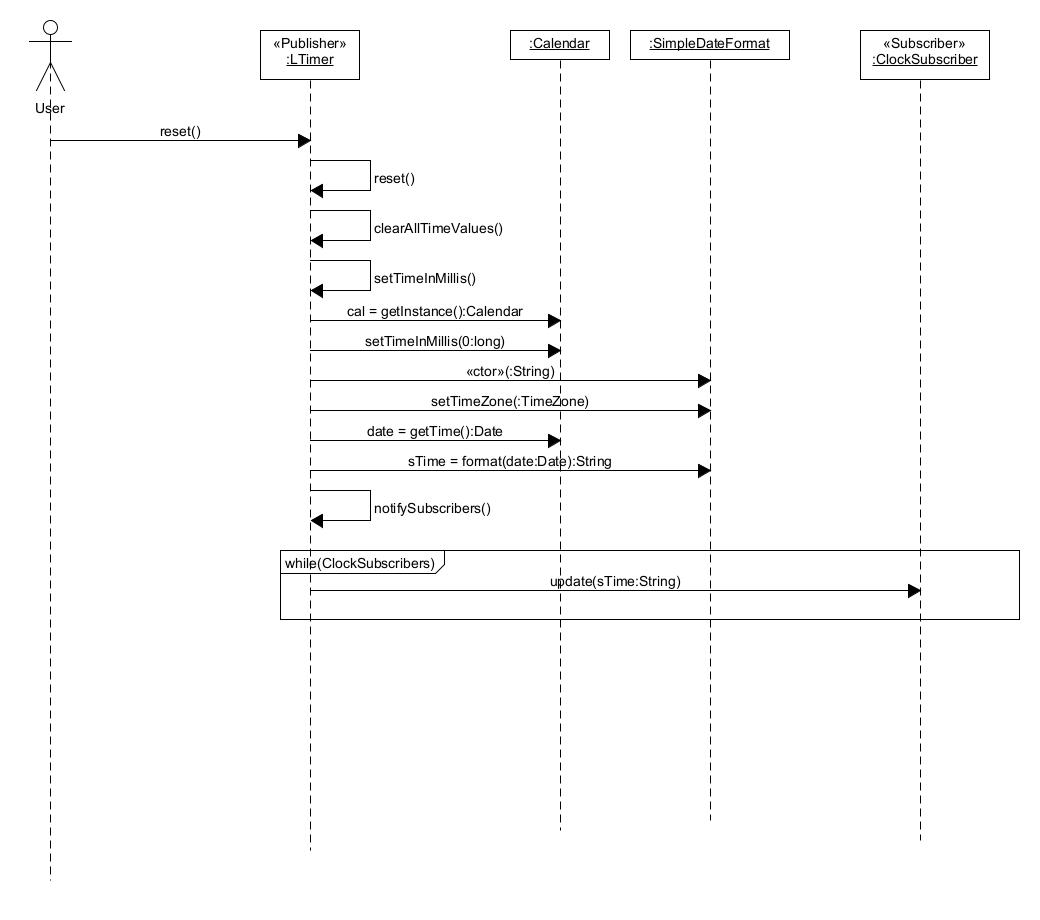 «Publisher»
:LTimer
:Calendar
:SimpleDateFormat
«Subscriber»
:ClockSubscriber
User
reset()
reset()
clearAllTimeValues()
setTimeInMillis()
cal = getInstance():Calendar
setTimeInMillis(0:long)
«ctor»(:String)
setTimeZone(:TimeZone)
date = getTime():Date
sTime = format(date:Date):String
notifySubscribers()
while(ClockSubscribers)
update(sTime:String)